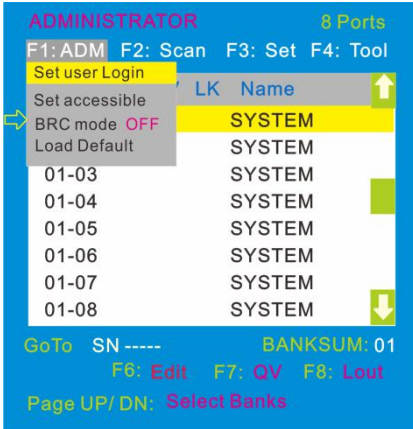 ADMINISTRATOR 8 Ports
F1: ADM F2: Scan F3: Set F4: Tool
Set user Login
LK Name
Set accessible
BRC mode OFF SYSTEM
Load Default SYSTEM
01-03 SYSTEM
01-04 SYSTEM
01-05 SYSTEM
01-06 SYSTEM
01-07 SYSTEM
01-08 SYSTEM
GoTo SN ----- BANKSUM: 01
F6: Edit F7: QV F8: Lout
Page UP/ DN: Select Banks